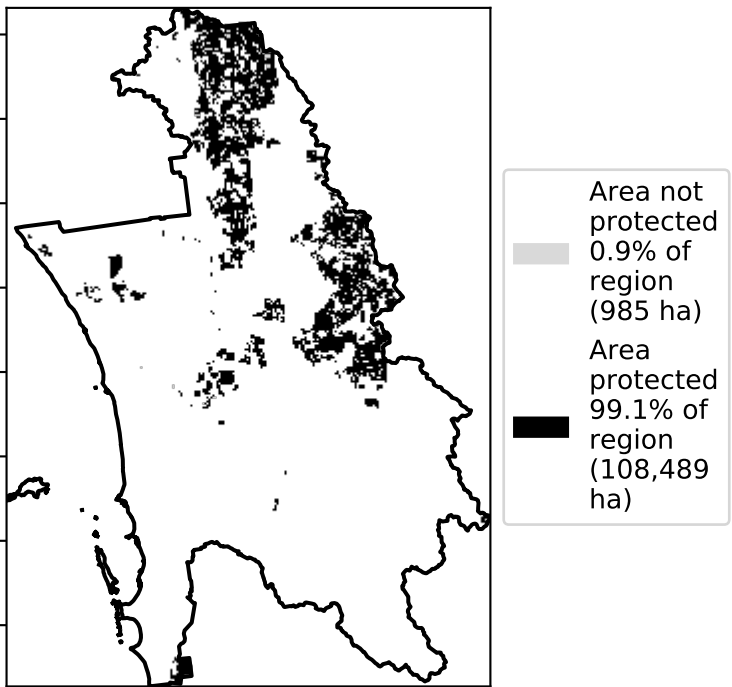 Area not
protected
0.9% of
region
(985 ha)
Area
protected
99.1% of
region
(108,489
ha)